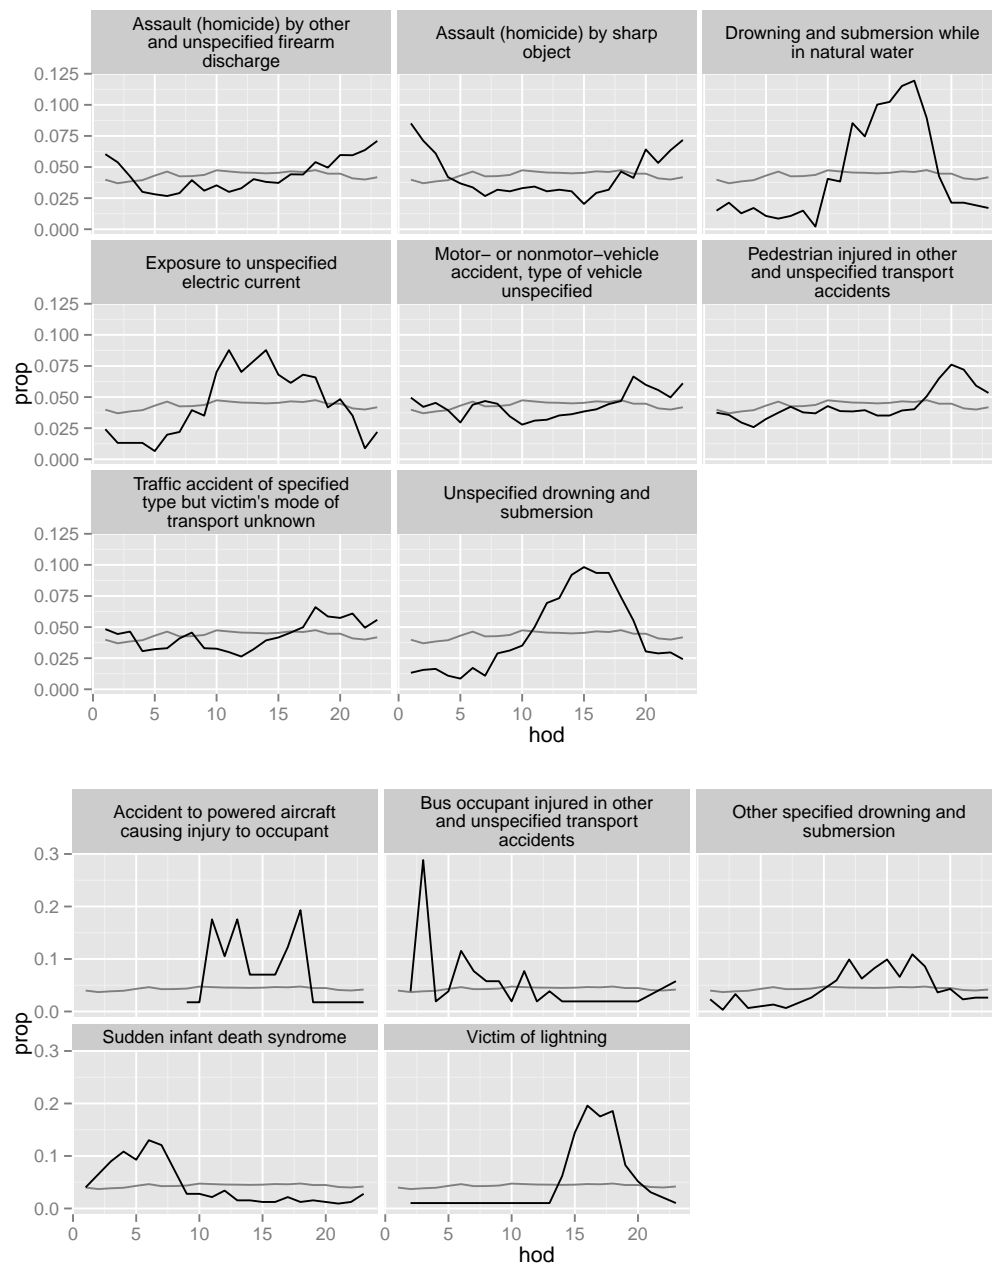 Assault (homicide) by other
and unspecified firearm
discharge
Assault (homicide) by sharp
object
Drowning and submersion while
in natural water
0.125
0.100
0.075
0.050
0.025
0.000
Exposure to unspecified
electric current
Motor− or nonmotor−vehicle
accident, type of vehicle
unspecified
Pedestrian injured in other
and unspecified transport
accidents
0.125
0.100
0.075
0.050
0.025
0.000
prop
Traffic accident of specified
type but victim's mode of
transport unknown
Unspecified drowning and
submersion
0.125
0.100
0.075
0.050
0.025
0.000
0 5 10 15 20 0 5 10 15 20
hod
Accident to powered aircraft
causing injury to occupant
Bus occupant injured in other
and unspecified transport
accidents
Other specified drowning and
submersion
0.3
0.2
0.1
0.0
prop
Sudden infant death syndrome
Victim of lightning
0.3
0.2
0.1
0.0
0 5 10 15 20 0 5 10 15 20
hod